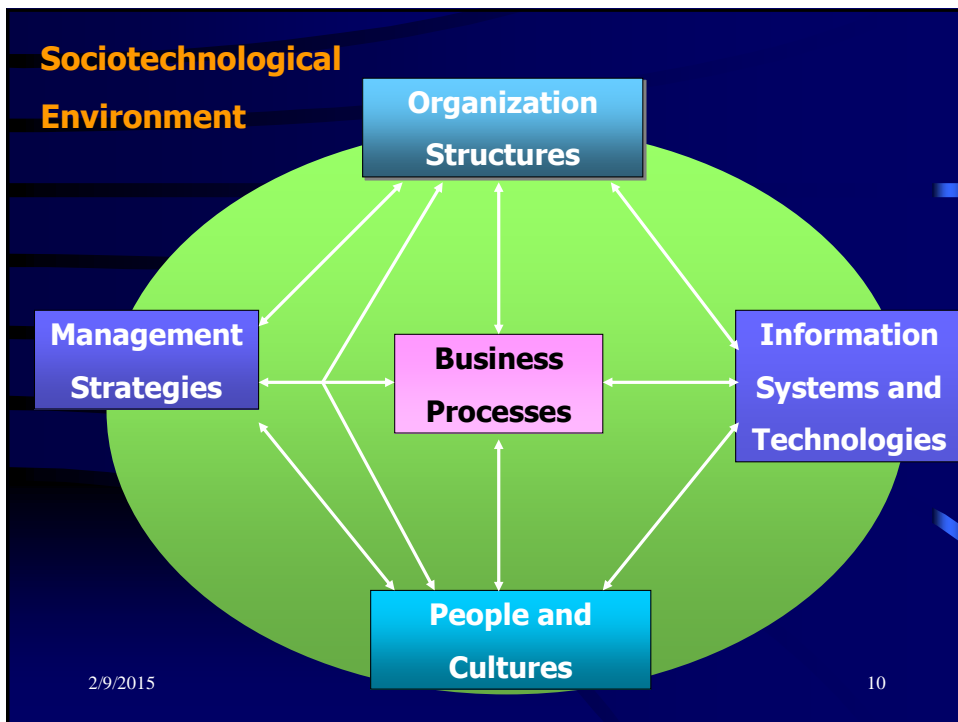 Sociotechnological
Environment
Organization
Structures
Management
Strategies
Business
Processes
Information
Systems and
Technologies
People and
Cultures
2/9/2015
10